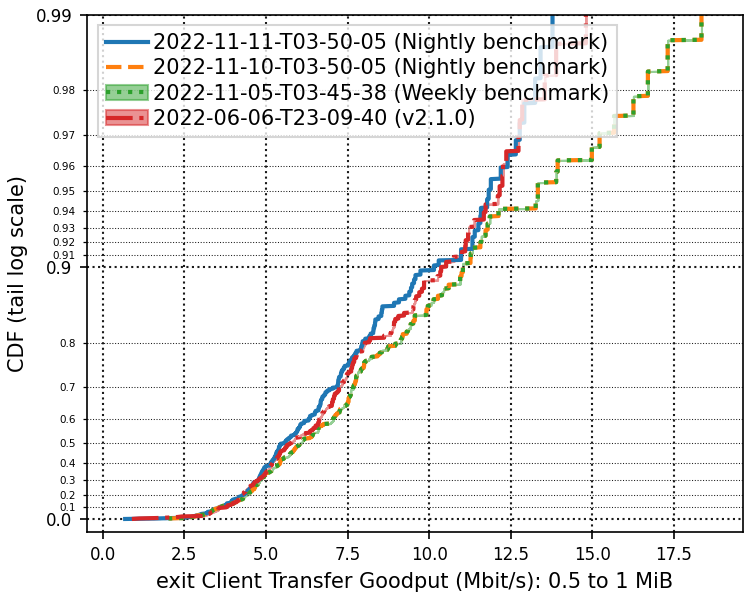 0.99
0.98
0.97
0.96
0.95
0.94
0.93
0.92
0.91
0.9
0.8
0.7
0.6
0.5
0.4
0.3
0.2
0.1
0.0
CDF (tail log scale)
2022-11-11-T03-50-05 (Nightly benchmark)
2022-11-10-T03-50-05 (Nightly benchmark)
2022-11-05-T03-45-38 (Weekly benchmark)
2022-06-06-T23-09-40 (v2.1.0)
0.0 2.5 5.0 7.5 10.0 12.5 15.0 17.5
exit Client Transfer Goodput (Mbit/s): 0.5 to 1 MiB